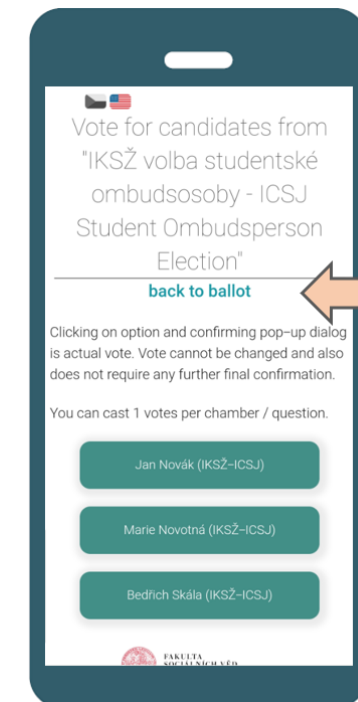 Vote for candidates from
"IKSŽ volba studentské
ombudsosoby - ICSJ
Student Ombudsperson
Election"
back to ballot
Clicking on option and confirming pop-up dialog
is actual vote. Vote cannot be changed and also
does not require any further final confirmation.
You can cast 1 votes per chamber / question.
Jan Novák (IKSŽ-ICSJ)
Marie Novotná (IKSŽ-ICSJ)
Bedřich Skála (IKSŽ-ICSJ)
FAKULTA
SOCIÁLNÍCH VĚD